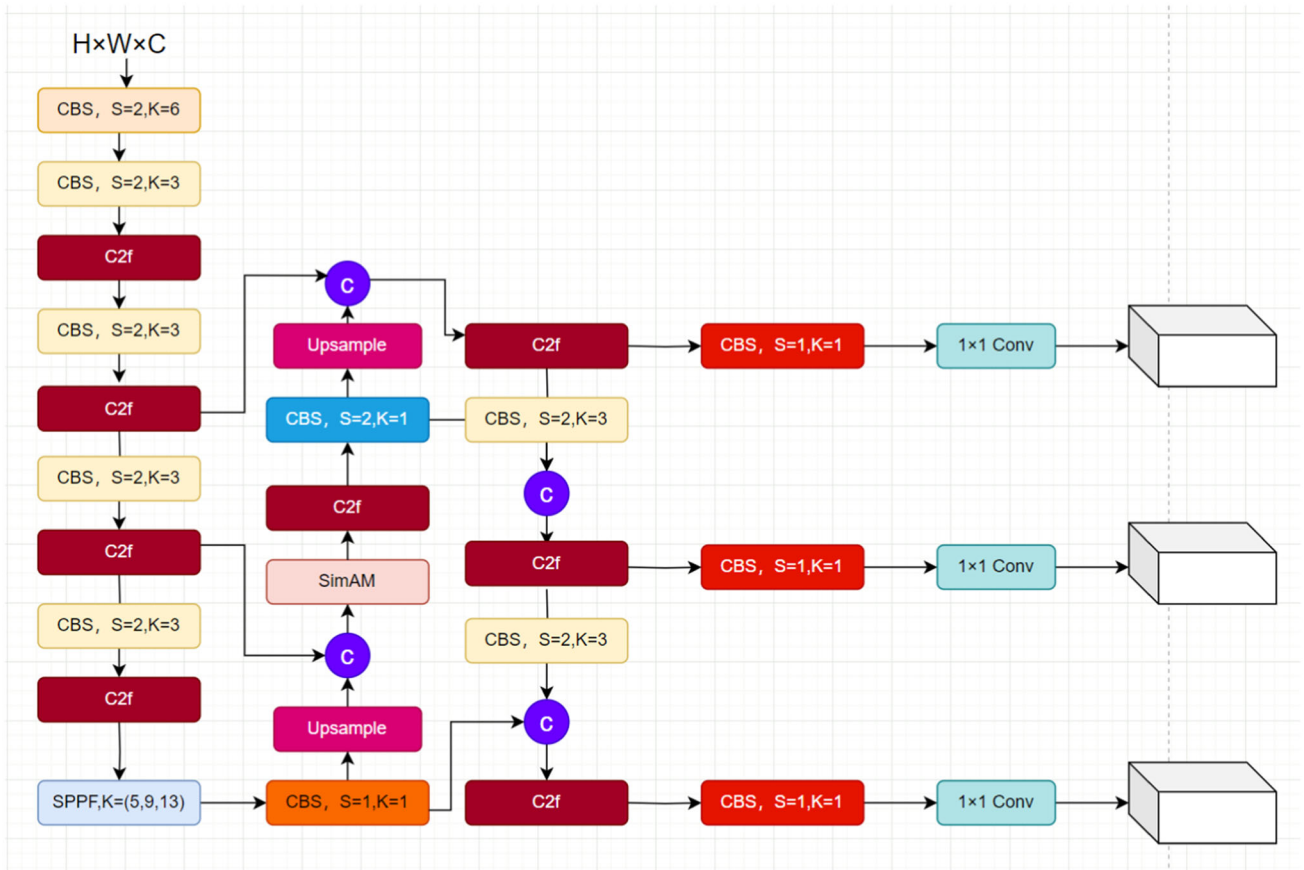 H×W×C
CBS，S=2,K=6
CBS，S=2,K=3
C2f
CBS，S=2,K=3
C2f
CBS，S=2,K=3
C2f
CBS，S=2,K=3
C2f
SPPF,K=(5,9,13)
C
Upsample
CBS，S=2,K=1
C2f
SimAM
C
Upsample
CBS，S=1,K=1
C2f
CBS，S=2,K=3
C
C2f
CBS，S=2,K=3
C
C2f
CBS，S=1,K=1
1×1 Conv
CBS，S=1,K=1
1×1 Conv
CBS，S=1,K=1
1×1 Conv